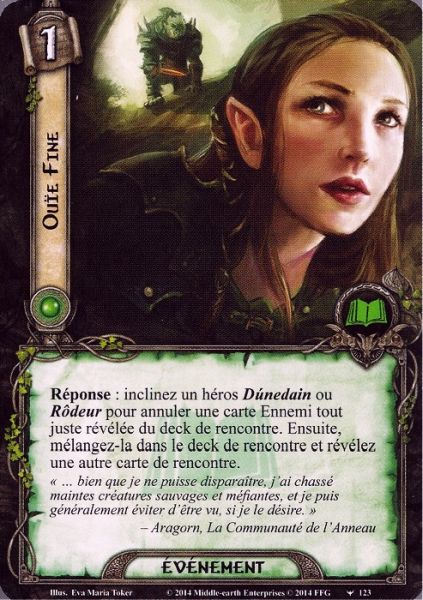 1
OUÏE FINE
Réponse : inclinez un héros Dúnedain ou
Rôdeur pour annuler une carte Ennemi tout
juste révélée du deck de rencontre. Ensuite,
mélangez-la dans le deck de rencontre et révélez
une autre carte de rencontre.
« ... bien que je ne puisse disparaître, j'ai chassé
maintes créatures sauvages et méfiantes, et je puis
généralement éviter d'être vu, si je le désire. »
– Aragorn, La Communauté de l'Anneau
ÉVÉNEMENT
Illus. Eva Maria Toker © 2014 Middle-earth Enterprises © 2014 FFG 123